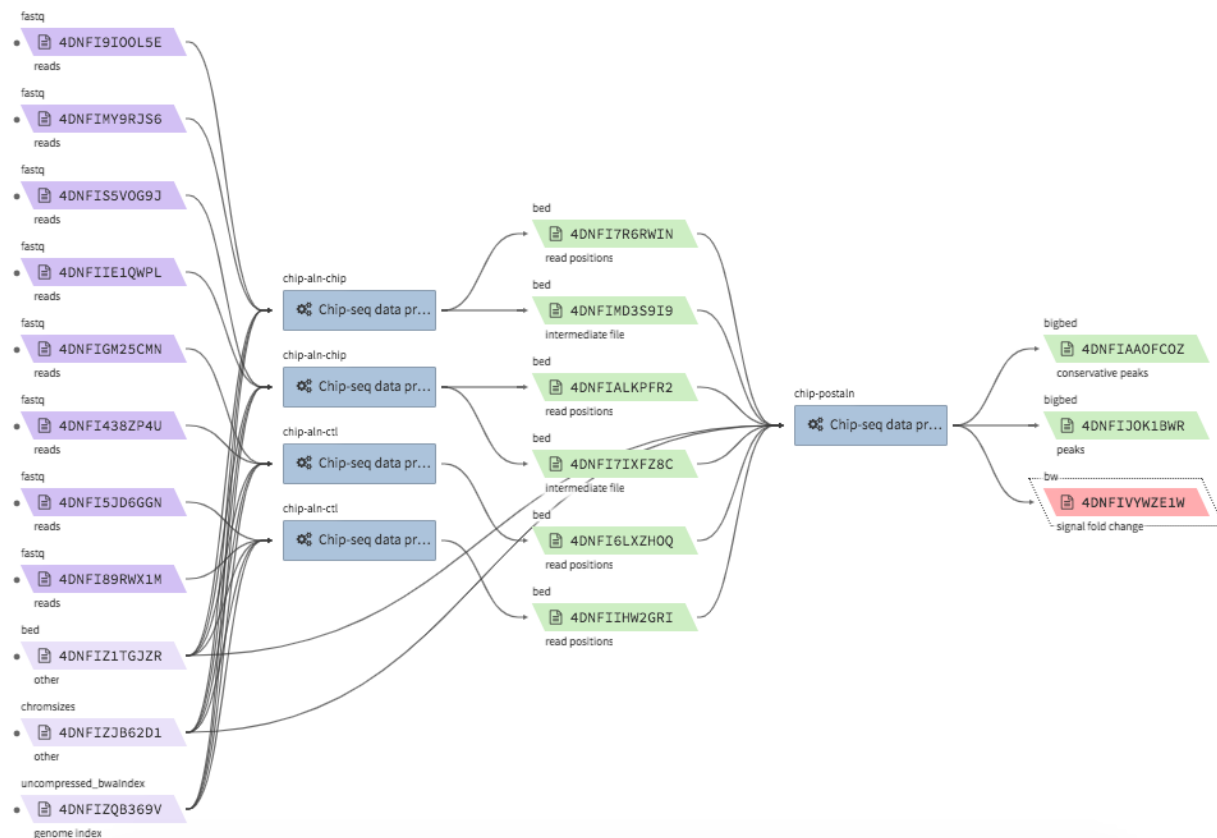 fastq
4DNFI9IOOL5E
reads
fastq
4DNFIMY9RJS6
reads
fastq
4DNFIS5VOG9J
reads
fastq
4DNFIIE1QWPL
reads
fastq
4DNFIGM25CMN
reads
fastq
4DNFI438ZP4U
reads
fastq
4DNFI5JD6GGN
reads
fastq
4DNFI89RWX1M
reads
bed
4DNFIZ1TGJZR
other
chromsizes
4DNFIZJB62D1
other
uncompressed_bwaIndex
4DNFIZQB369V
genome index
chip-aln-chip
Chip-seq data pr...
chip-aln-chip
Chip-seq data pr...
chip-aln-ctl
Chip-seq data pr...
chip-aln-ctl
Chip-seq data pr...
bed
4DNFI7R6RWIN
read positions
bed
4DNFIMD3S9I9
intermediate file
bed
4DNFIALKPFR2
read positions
bed
4DNFI7IXFZ8C
intermediate file
bed
4DNFI6LXZHOQ
read positions
bed
4DNFIIHW2GRI
read positions
chip-postaln
Chip-seq data pr...
bigbed
4DNFIAAOFCOZ
conservative peaks
bigbed
4DNFIJOK1BWR
peaks
bw
4DNFIVYWZE1W
signal fold change